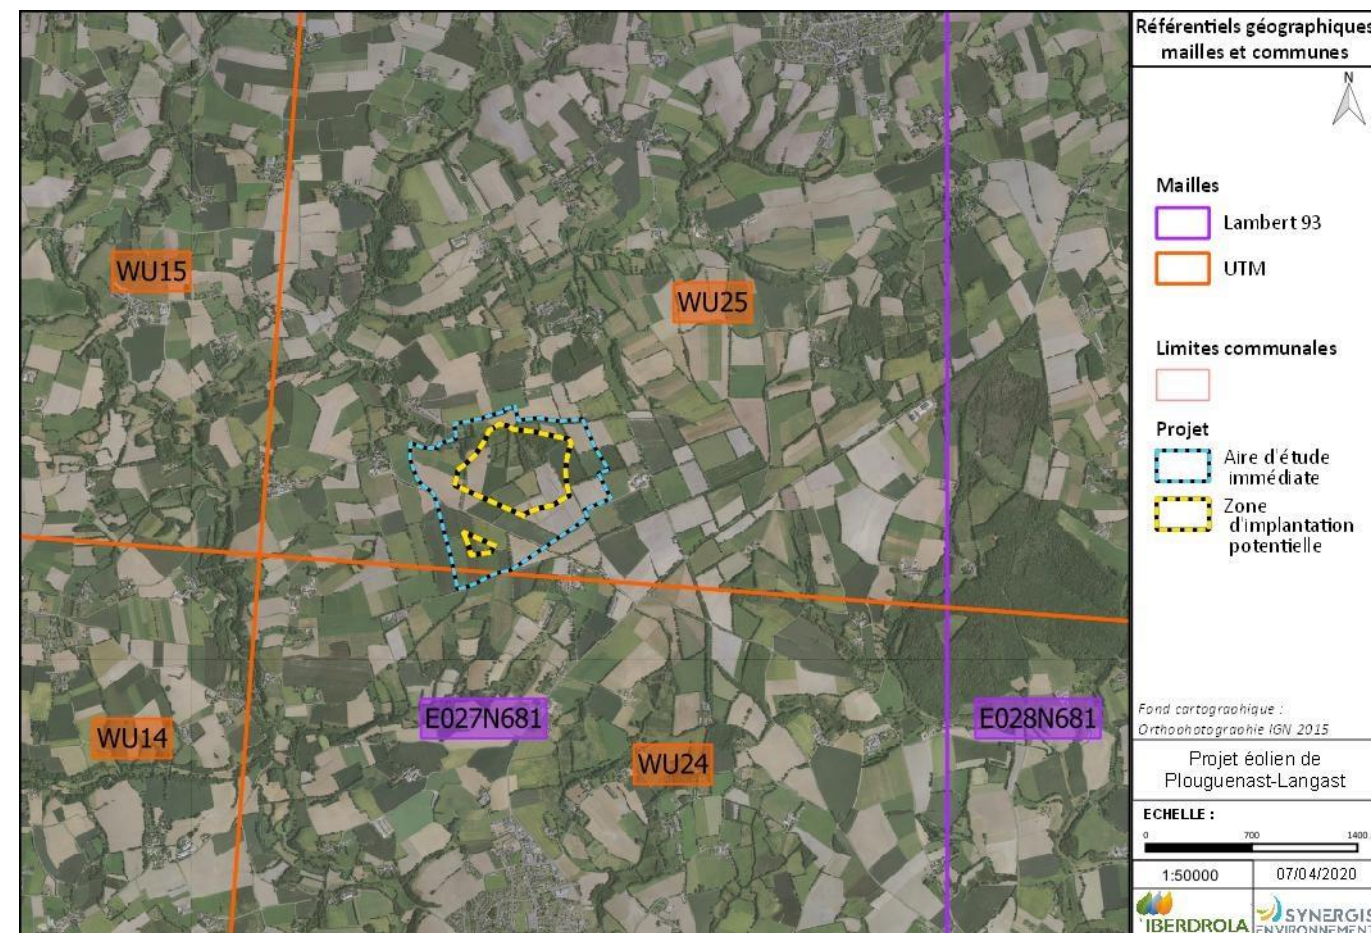 Référentiels géographiques
mailles et communes
N
Mailles
Lambert 93
UTM
Limites communales
Projet
Aire d'étude
immédiate
Zone
d'implantation
potentielle
Fond cartographique :
Orthophotographie IGN 2015
Projet éolien de
Plouguenast-Langast
ECHELLE :
0 700 1400
1:50000 07/04/2020
IBERDROLA
SYNERGIS
ENVIRONNEMENT
WU15
WU25
E027N681
E028N681
WU14
WU24